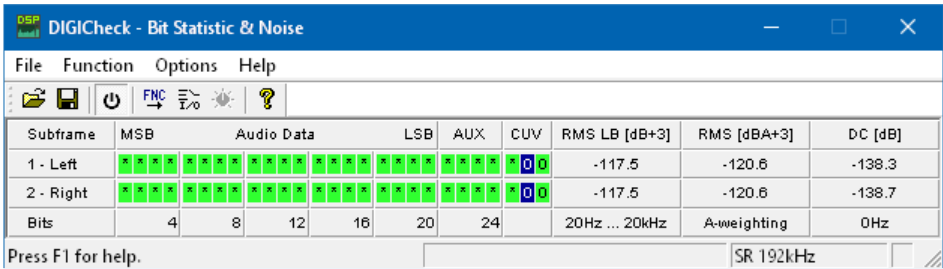 DSP DIGICheck - Bit Statistic & Noise
File Function Options Help
FNC
Subframe MSB Audio Data LSB AUX CUV RMS LB [dB+3] RMS [dBA+3] DC [dB]
1 - Left * * * * * * * * * * * * * * * * * * * * * * * * * 0 0 -117.5 -120.6 -138.3
2 - Right * * * * * * * * * * * * * * * * * * * * * * * * * 0 0 -117.5 -120.6 -138.7
Bits 4 8 12 16 20 24 20Hz ... 20kHz A-weighting 0Hz
Press F1 for help. SR 192kHz